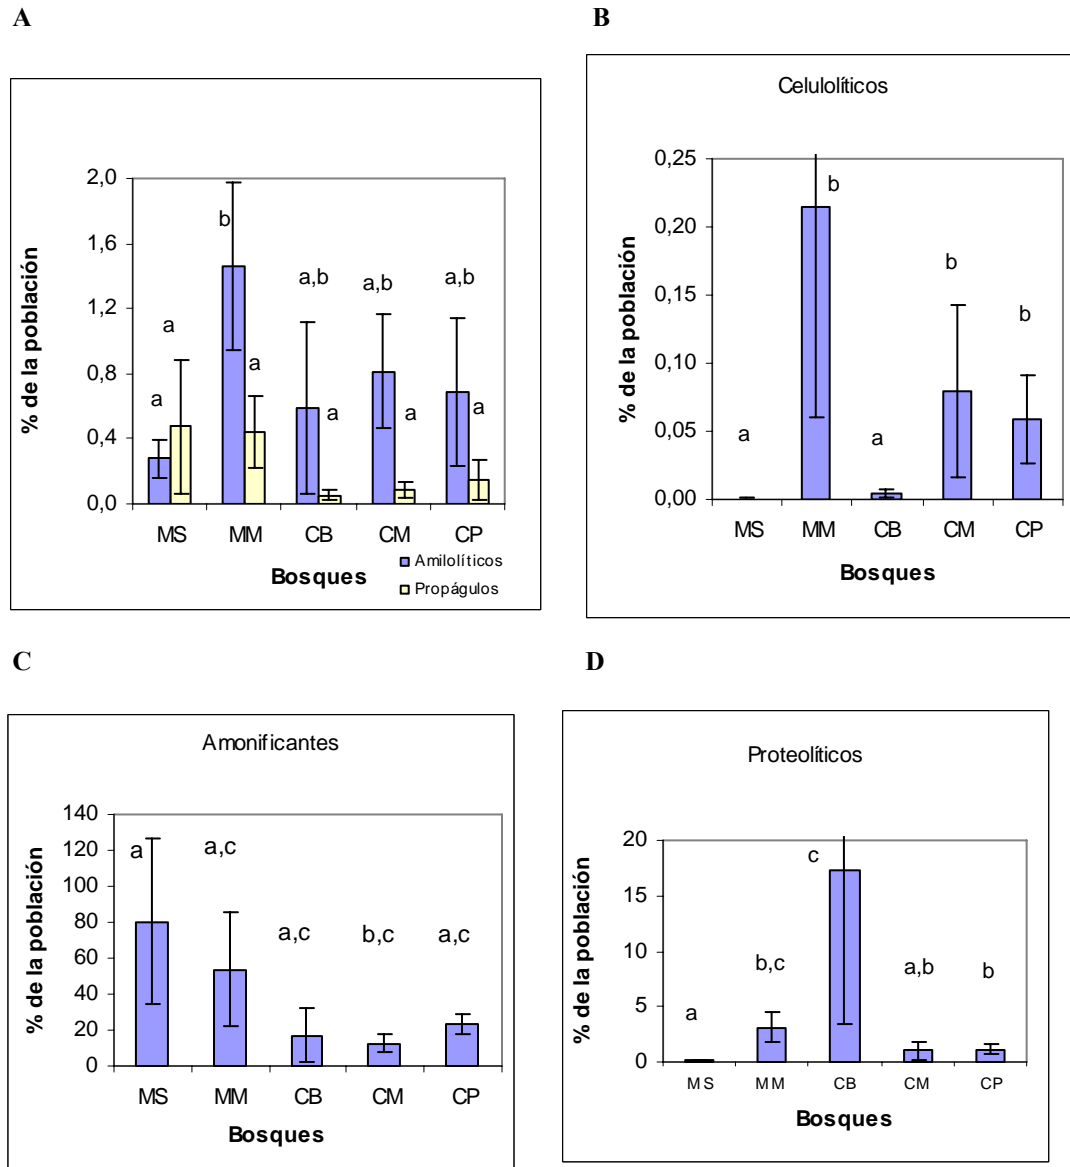 A
% de la población
2,0
1,6
1,2
0,8
0,4
0,0
a
a
b
a
a,b
a
a,b
a
a,b
a
MS MM CB CM CP
Bosques
Amilolíticos
Propágulos
B
Celulolíticos
% de la población
0,25
0,20
0,15
0,10
0,05
0,00
a
b
a
b
b
MS MM CB CM CP
Bosques
C
Amonificantes
% de la población
140
120
100
80
60
40
20
0
a
a,c
a,c
b,c
a,c
MS MM CB CM CP
Bosques
D
Proteolíticos
% de la población
20
15
10
5
0
a
b,c
c
a,b
b
MS MM CB CM CP
Bosques